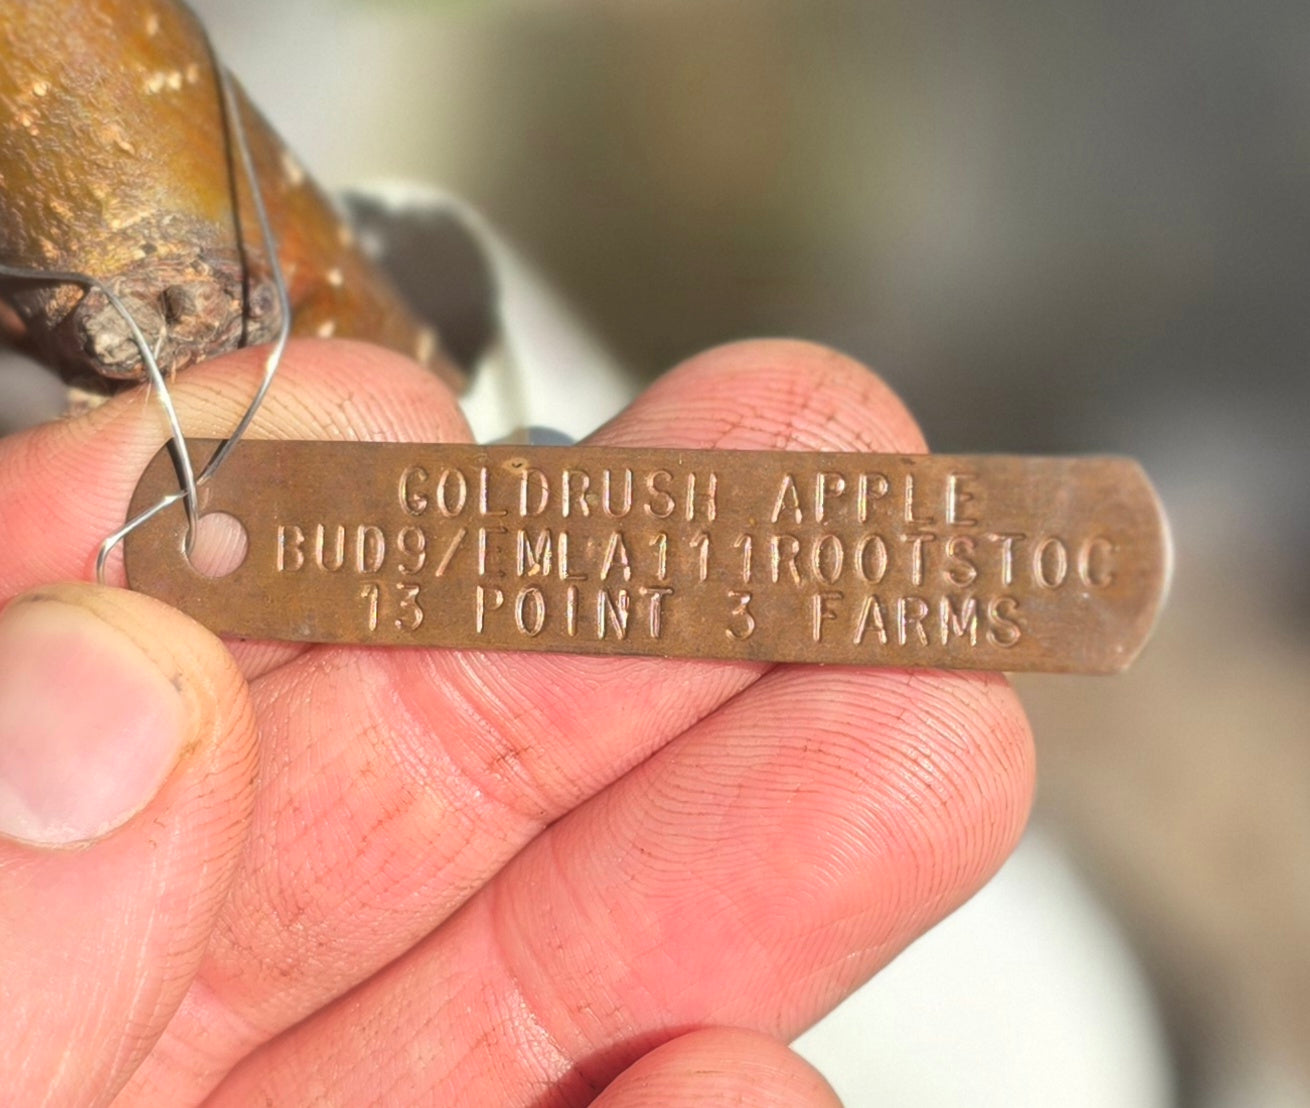 GOLDRUSH APPLE
BUD9/EMLA111ROOTSTOC
13 POINT 3 FARMS